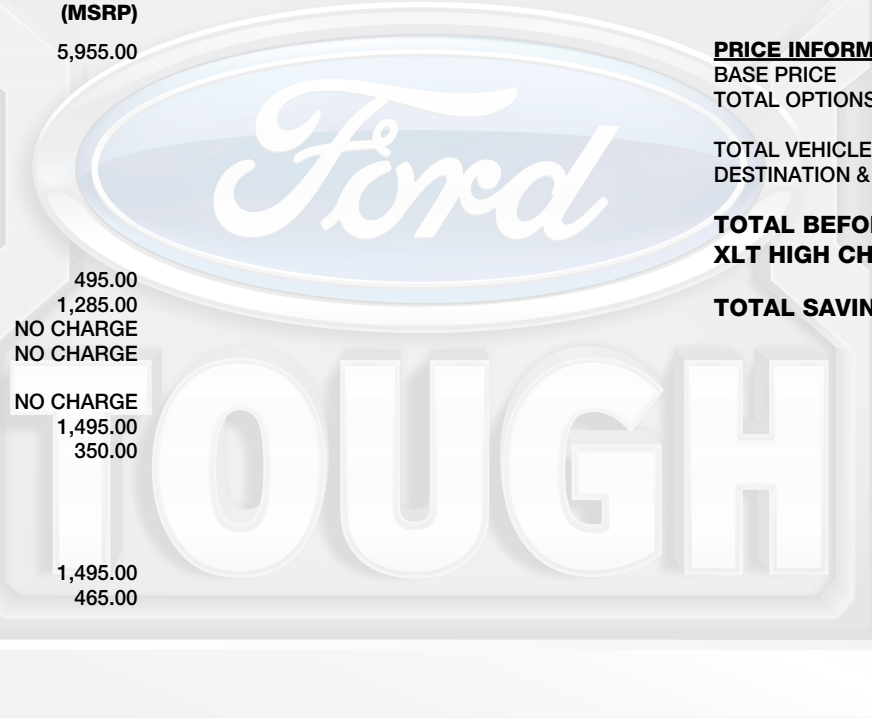 (MSRP)
5,955.00
495.00
1,285.00
NO CHARGE
NO CHARGE
NO CHARGE
1,495.00
350.00
1,495.00
465.00
PRICE INFORM
BASE PRICE
TOTAL OPTIONS
TOTAL VEHICLE
DESTINATION &
TOTAL BEFO
XLT HIGH CH
TOTAL SAVIN
Ford
TOUGH